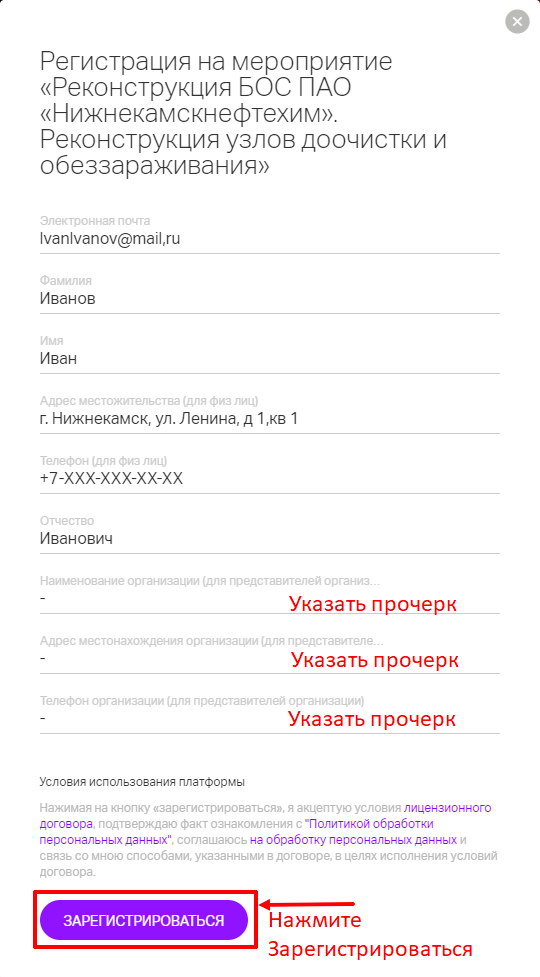 Регистрация на мероприятие
«Реконструкция БОС ПАО
«Нижнекамскнефтехим».
Реконструкция узлов доочистки и
обеззараживания»
Электронная почта
IvanIvanov@mail,ru
Фамилия
Иванов
Имя
Иван
Адрес местожительства (для физ лиц)
г. Нижнекамск, ул. Ленина, д 1,кв 1
Телефон (для физ лиц)
+7-XXX-XXX-XX-XX
Отчество
Иванович
Наименование организации (для представителей организ...
- Указать прочерк
Адрес местонахождения организации (для представителе...
- Указать прочерк
Телефон организации (для представителей организации)
- Указать прочерк
Условия использования платформы
Нажимая на кнопку «зарегистрироваться», я акцептую условия лицензионного
договора, подтверждаю факт ознакомления с "Политикой обработки
персональных данных", соглашаюсь на обработку персональных данных и
связь со мною способами, указанными в договоре, в целях исполнения условий
договора.
ЗАРЕГИСТРИРОВАТЬСЯ
Нажмите
Зарегистрироваться